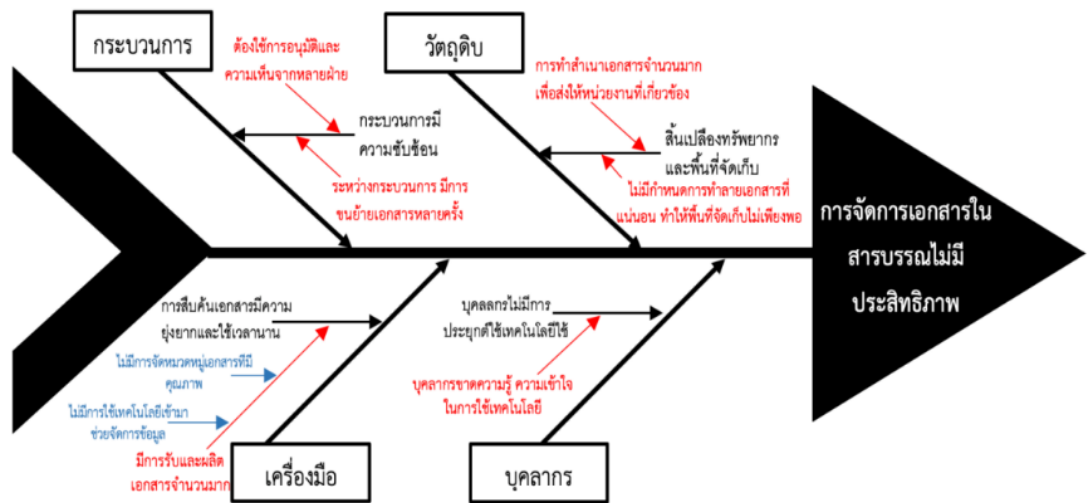 กระบวนการ
ต้องใช้การอนุมัติและ
ความเห็นจากหลายฝ่าย
กระบวนการมี
ความซับซ้อน
ระหว่างกระบวนการ มีการ
ขนย้ายเอกสารหลายครั้ง
วัตถุดิบ
การทำสำเนาเอกสารจำนวนมาก
เพื่อส่งให้หน่วยงานที่เกี่ยวข้อง
สิ้นเปลืองทรัพยากร
และพื้นที่จัดเก็บ
ไม่มีกำหนดการทำลายเอกสารที่
แน่นอน ทำให้พื้นที่จัดเก็บไม่เพียงพอ
การจัดการเอกสารใน
สารบรรณไม่มี
ประสิทธิภาพ
การสืบค้นเอกสารมีความ
ยุ่งยากและใช้เวลานาน
ไม่มีการจัดหมวดหมู่เอกสารที่มี
คุณภาพ
ไม่มีการใช้เทคโนโลยีเข้ามา
ช่วยจัดการข้อมูล
มีการรับและผลิต
เอกสารจำนวนมาก
เครื่องมือ
บุคลลกรไม่มีการ
ประยุกต์ใช้เทคโนโลยีใช้
บุคลากรขาดความรู้ ความเข้าใจ
ในการใช้เทคโนโลยี
บุคลากร